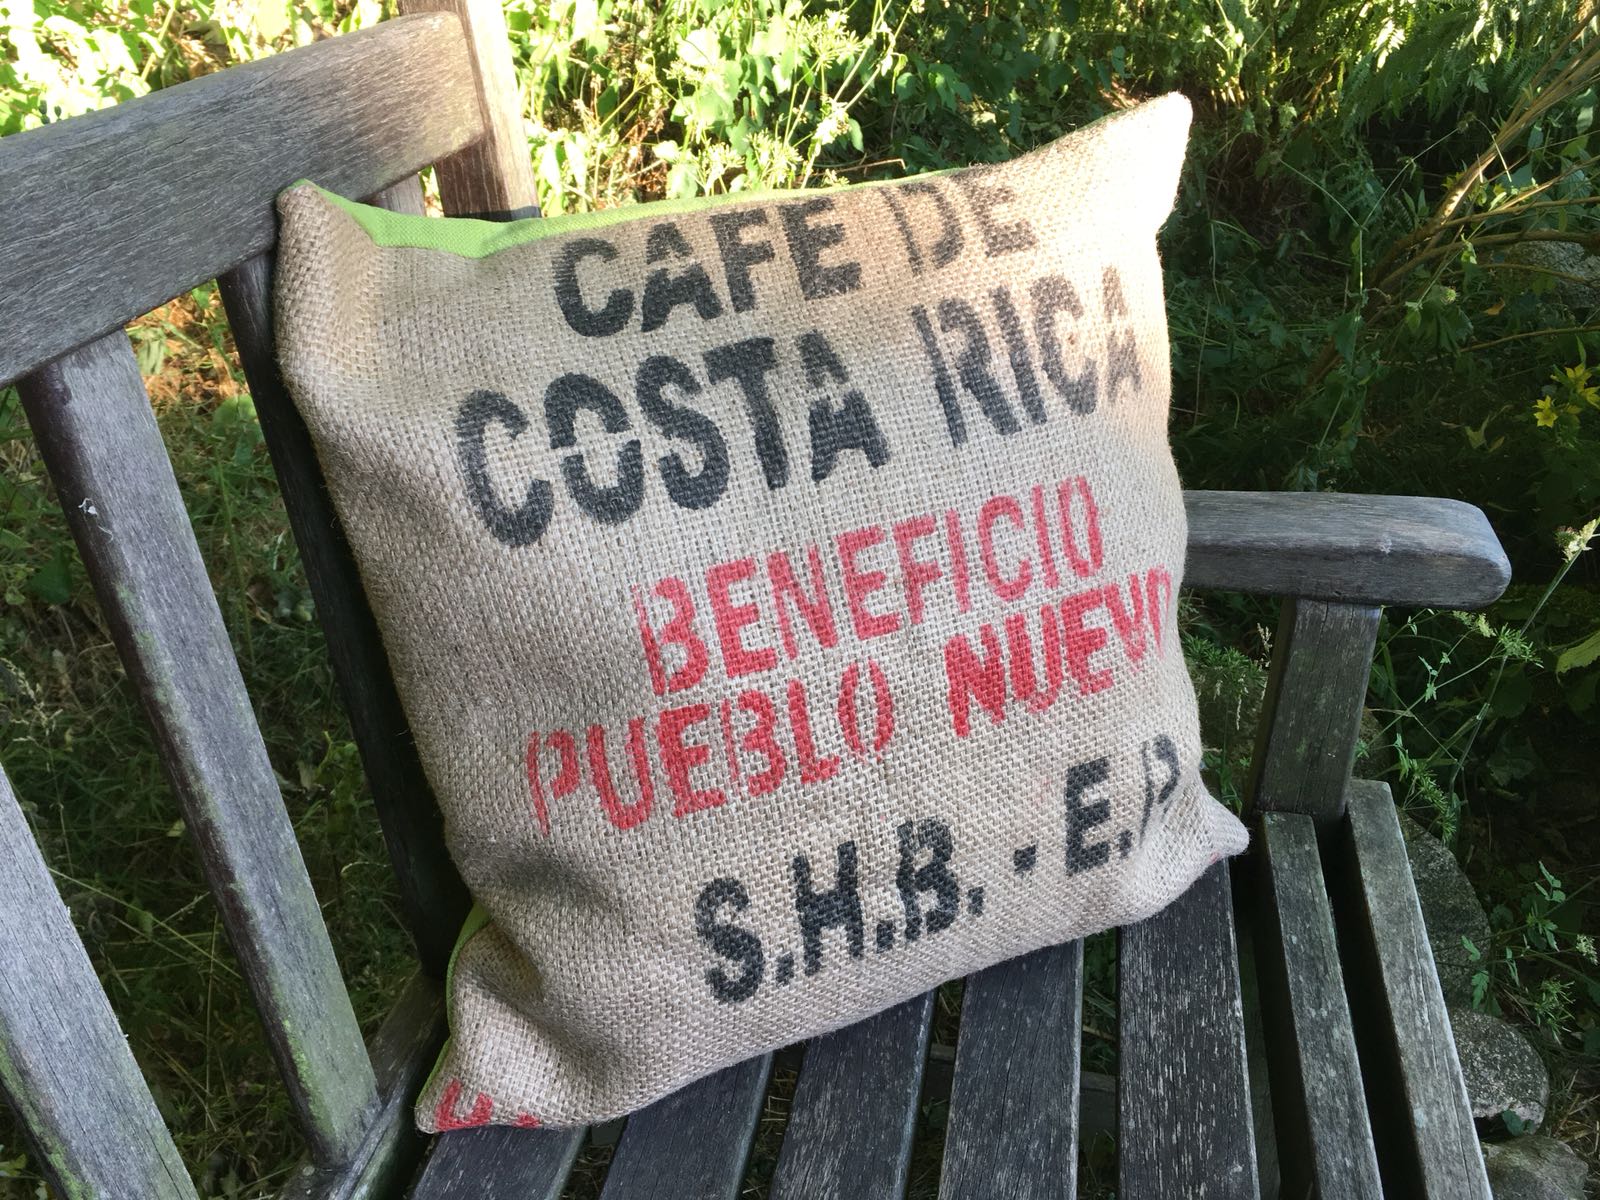 CAFE DE
COSTA RICA
BENEFICIO
PUEBLO NUEVO
S.H.B. · E.P